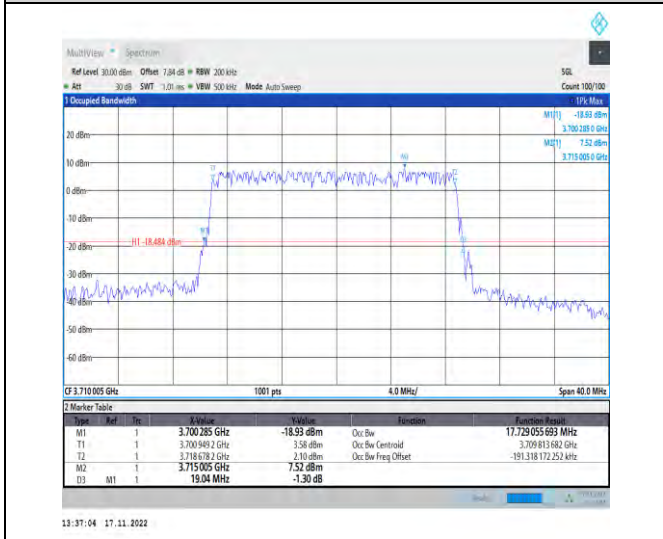 MultiView Spectrum
Ref Level 30.00 dBm Offset 7.84 dB RBW 200 kHz SGL
Att 30 dB SWT 1.01 ms VBW 500 kHz Mode Auto Sweep Count 100/100
1 Occupied Bandwidth 1Pk Max
M1[1] -18.93 dBm
3.700 285 0 GHz
M2[1] 7.52 dBm
3.715 005 0 GHz
20 dBm
10 dBm
0 dBm
-10 dBm
-20 dBm
-30 dBm
-40 dBm
-50 dBm
-60 dBm
M2
T1
T2
M1
H1 -18.484 dBm
CF 3.710 005 GHz 1001 pts 4.0 MHz/ Span 40.0 MHz
2 Marker Table
Type Ref Trc X-Value Y-Value Function Function Result
M1 1 3.700 285 GHz -18.93 dBm Occ Bw 17.729 055 693 MHz
T1 1 3.700 949 2 GHz 3.58 dBm Occ Bw Centroid 3.709 813 682 GHz
T2 1 3.718 678 2 GHz 2.10 dBm Occ Bw Freq Offset -191.318 172 252 kHz
M2 1 3.715 005 GHz 7.52 dBm
D3 M1 1 19.04 MHz -1.30 dB
13:37:04 17.11.2022